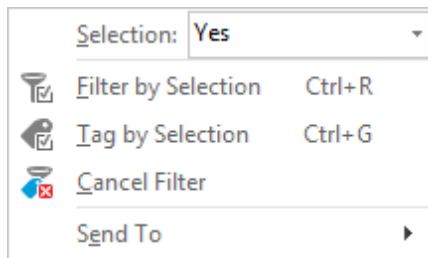 Selection: Yes
Filter by Selection Ctrl+R
Tag by Selection Ctrl+G
Cancel Filter
Send To